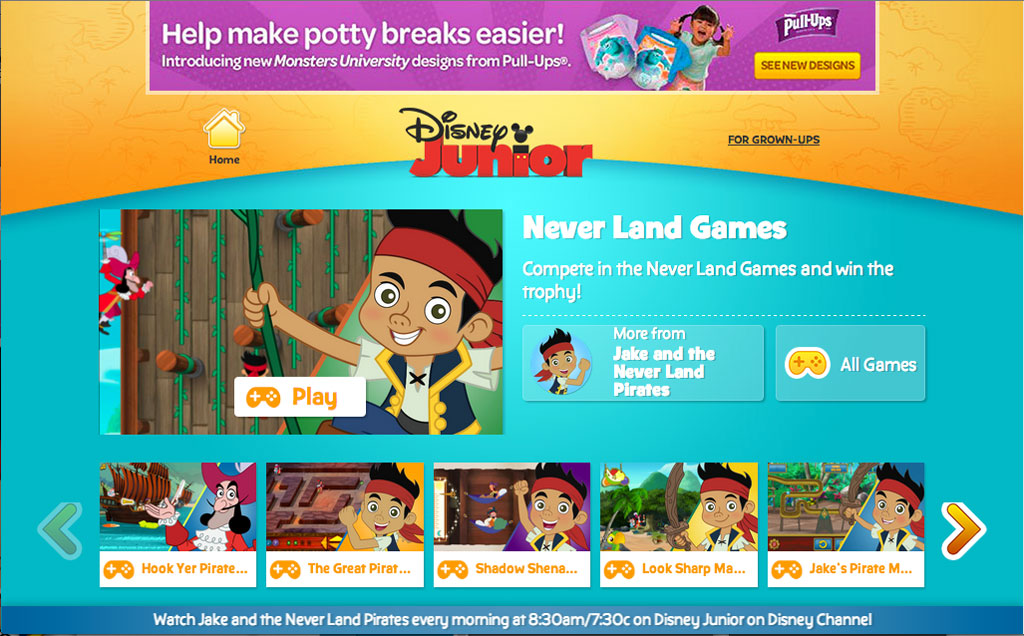 Help make potty breaks easier!
Introducing new Monsters University designs from Pull-Ups®.
Pull-Ups
SEE NEW DESIGNS
Home
Disney
Junior
FOR GROWN-UPS
Never Land Games
Compete in the Never Land Games and win the
trophy!
More from
Jake and the
Never Land
Pirates
All Games
Play
Hook Yer Pirate...
The Great Pirat...
Shadow Shena...
Look Sharp Ma...
Jake's Pirate M...
Watch Jake and the Never Land Pirates every morning at 8:30am/7:30c on Disney Junior on Disney Channel